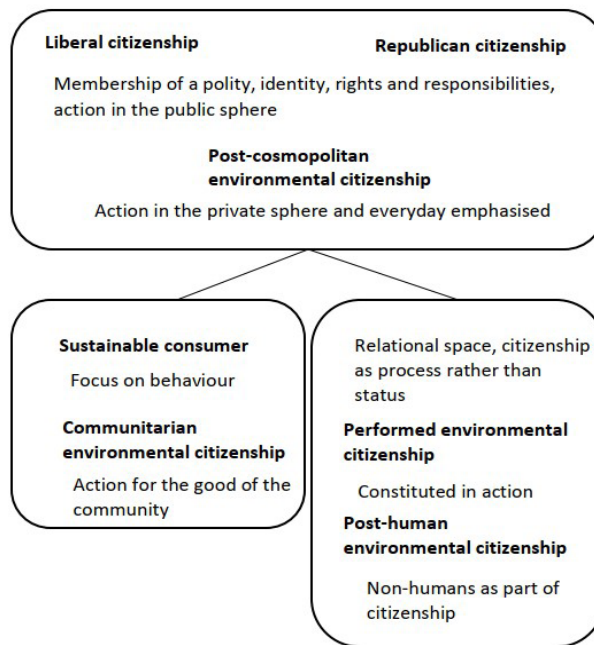 Liberal citizenship
Republican citizenship
Membership of a polity, identity, rights and responsibilities,
action in the public sphere
Post-cosmopolitan
environmental citizenship
Action in the private sphere and everyday emphasised
Sustainable consumer
Focus on behaviour
Communitarian
environmental citizenship
Action for the good of the
community
Relational space, citizenship
as process rather than
status
Performed environmental
citizenship
Constituted in action
Post-human
environmental citizenship
Non-humans as part of
citizenship